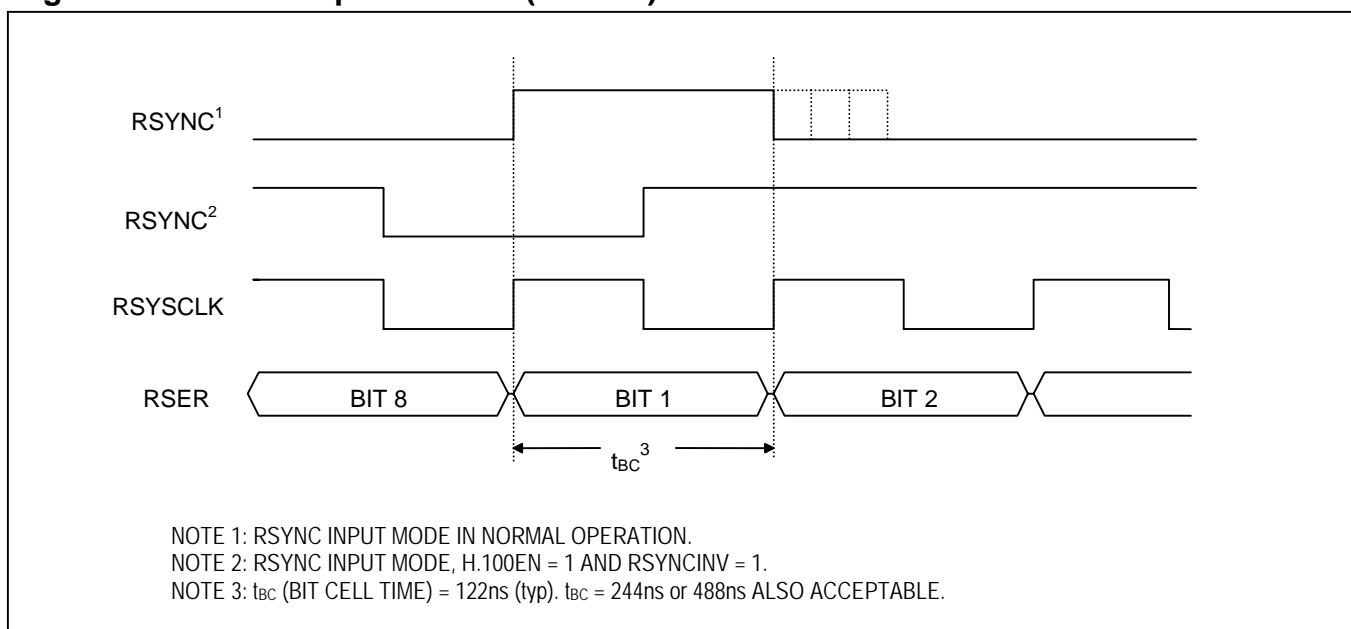 RSYNC1
RSYNC2
RSYSCLK
RSER
BIT 8
BIT 1
BIT 2
tBC3
NOTE 1: RSYNC INPUT MODE IN NORMAL OPERATION.
NOTE 2: RSYNC INPUT MODE, H.100EN = 1 AND RSYNCINV = 1.
NOTE 3: tBC (BIT CELL TIME) = 122ns (typ). tBC = 244ns or 488ns ALSO ACCEPTABLE.